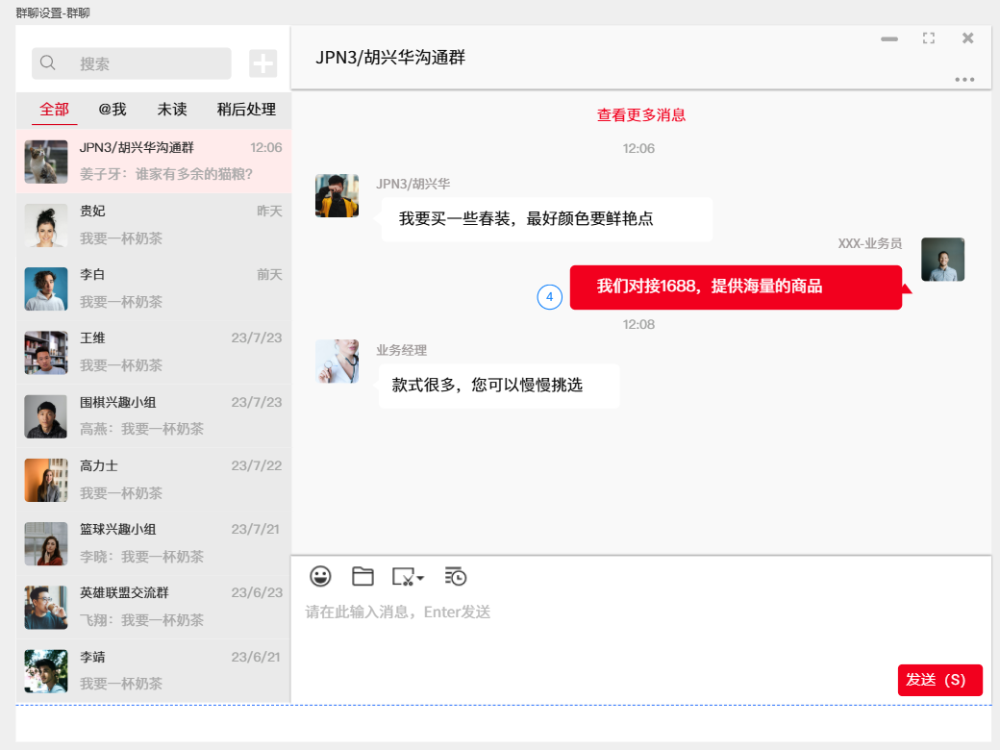 群聊设置-群聊
搜索
全部 @我 未读 稍后处理
JPN3/胡兴华沟通群 12:06
姜子牙：谁家有多余的猫粮?
贵妃 昨天
我要一杯奶茶
李白 前天
我要一杯奶茶
王维 23/7/23
我要一杯奶茶
围棋兴趣小组 23/7/23
高燕：我要一杯奶茶
高力士 23/7/22
我要一杯奶茶
篮球兴趣小组 23/7/21
李晓：我要一杯奶茶
英雄联盟交流群 23/6/23
飞翔：我要一杯奶茶
李靖 23/6/21
我要一杯奶茶
JPN3/胡兴华沟通群
查看更多消息
12:06
JPN3/胡兴华
我要买一些春装，最好颜色要鲜艳点
XXX-业务员
我们对接1688，提供海量的商品
4
12:08
业务经理
款式很多，您可以慢慢挑选
请在此输入消息，Enter发送
发送（S）